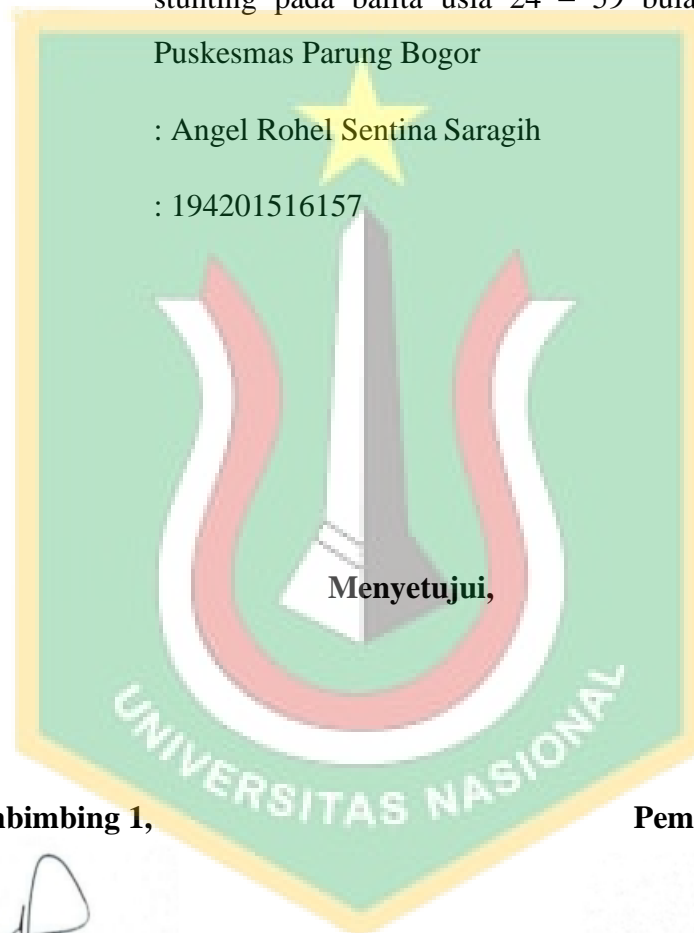 stunting pada balita usia 24 – 59 bula
Puskesmas Parung Bogor
: Angel Rohel Sentina Saragih
: 194201516157
Menyetujui,
UNIVERSITAS NASIONAL
mbimbing 1, Pem